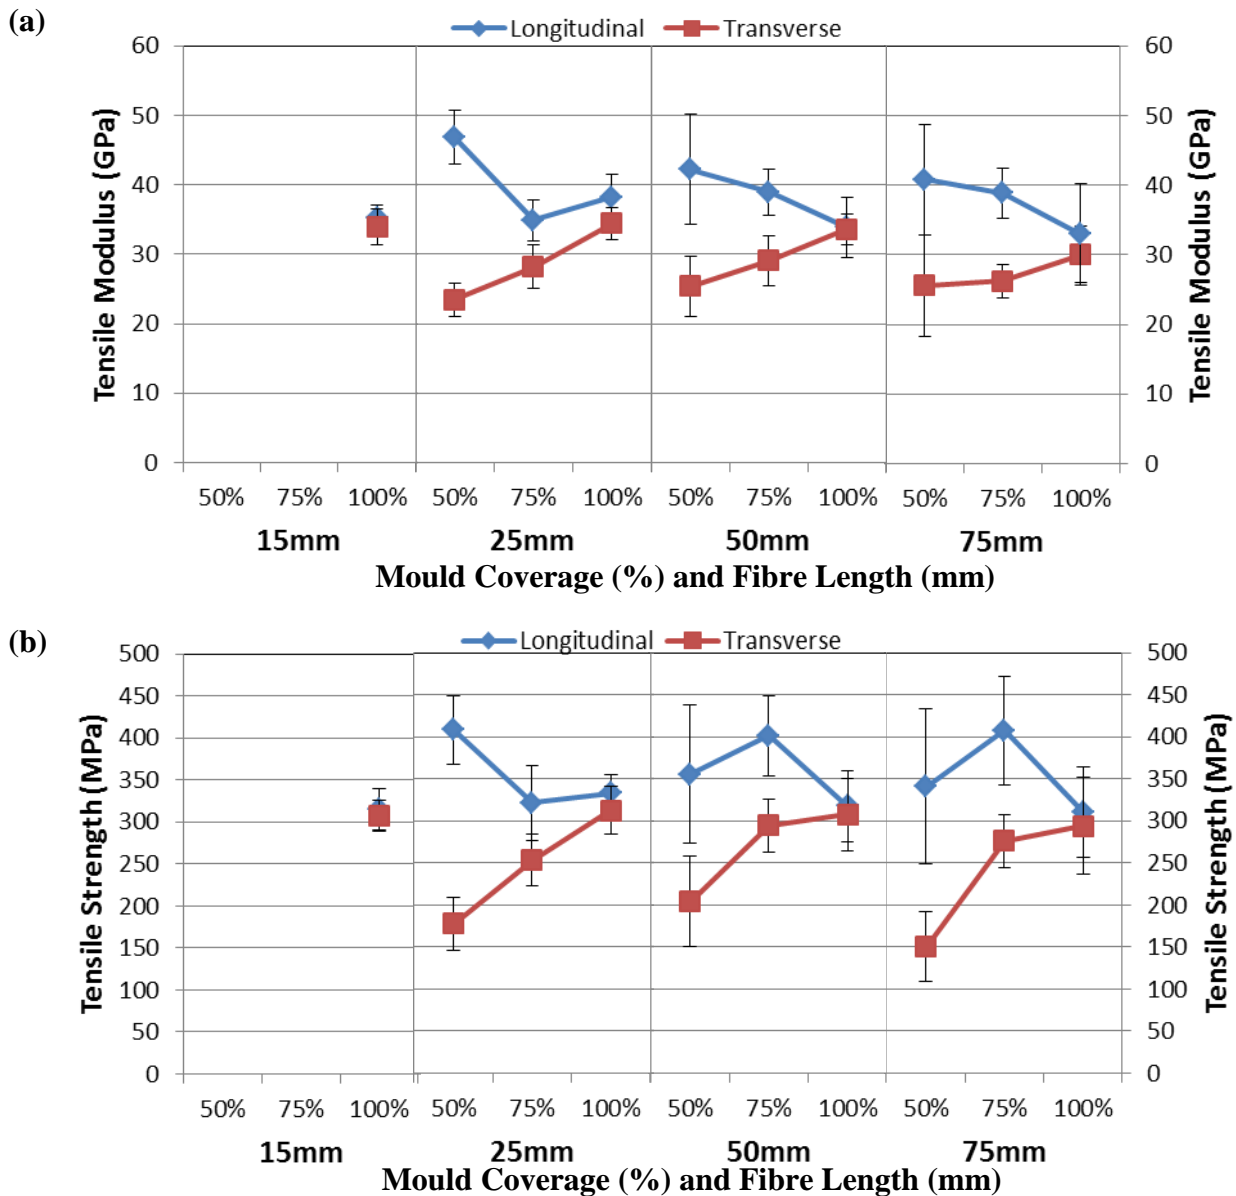 (a)
Longitudinal Transverse
60 60
50 50
40 40
30 30
20 20
10 10
0 0
Tensile Modulus (GPa)
Tensile Modulus (GPa)
50% 75% 100% 50% 75% 100% 50% 75% 100% 50% 75% 100%
15mm 25mm 50mm 75mm
Mould Coverage (%) and Fibre Length (mm)
(b)
Longitudinal Transverse
500 500
450 450
400 400
350 350
300 300
250 250
200 200
150 150
100 100
50 50
0 0
Tensile Strength (MPa)
Tensile Strength (MPa)
50% 75% 100% 50% 75% 100% 50% 75% 100% 50% 75% 100%
15mm 25mm 50mm 75mm
Mould Coverage (%) and Fibre Length (mm)